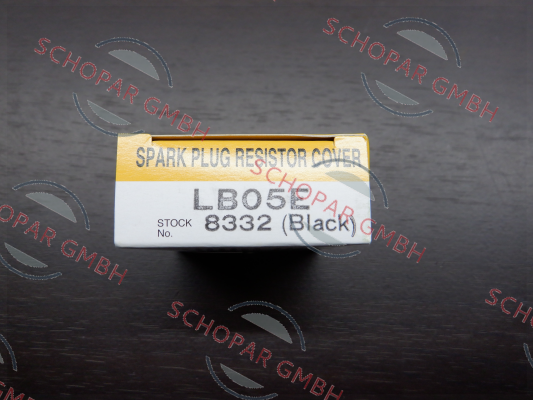 SPARK PLUG RESISTOR COVER
LB05E
STOCK No. 8332 (Black)
SCHOPAR GMBH
SCHOPAR GMBH
SCHOPAR GMBH
SCHOPAR GMBH
SCHOPAR GMBH
SCHOPAR GMBH